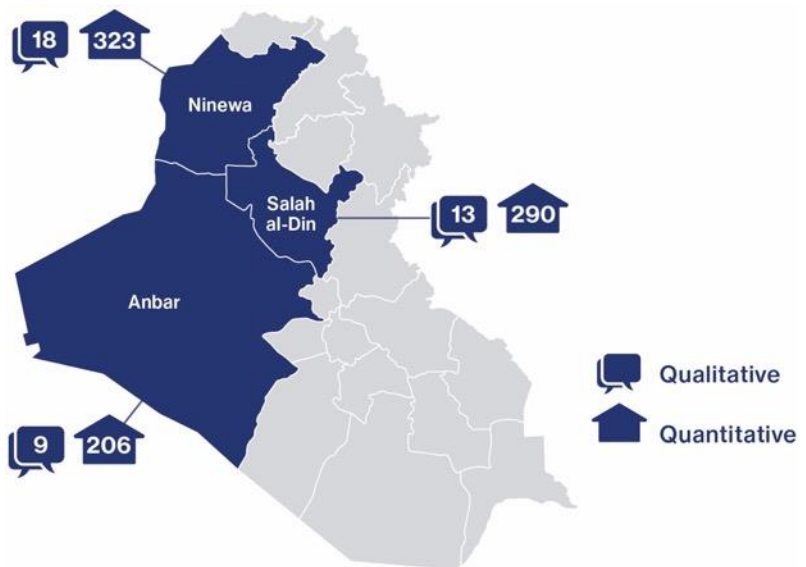 18 323
Ninewa
Salah
al-Din
13 290
Anbar
9 206
Qualitative
Quantitative